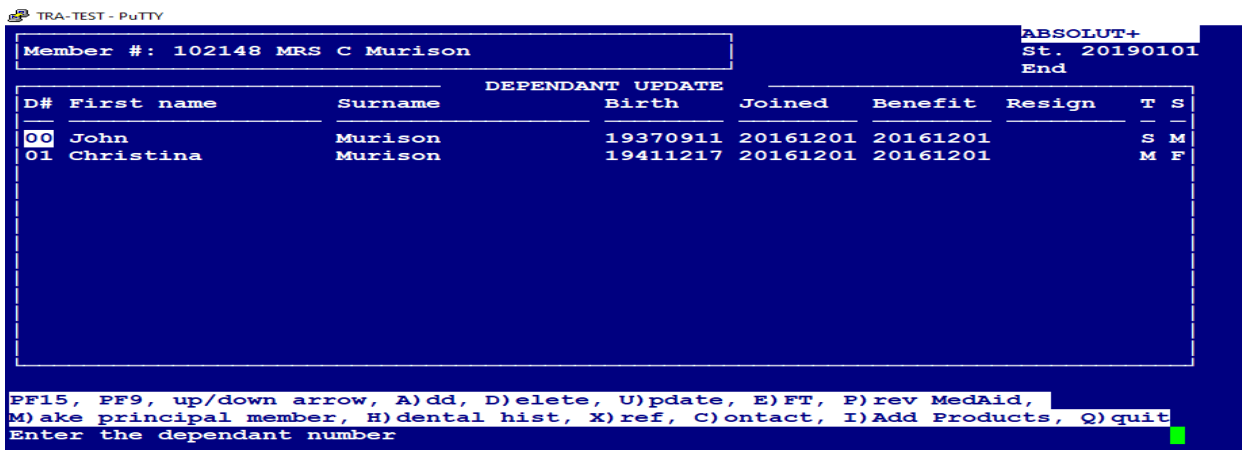 TRA-TEST - PuTTY
ABSOLUT+
Member #: 102148 MRS C Murison St. 20190101
End
DEPENDANT UPDATE
D# First name Surname Birth Joined Benefit Resign T S
00 John Murison 19370911 20161201 20161201 S M
01 Christina Murison 19411217 20161201 20161201 M F
PF15, PF9, up/down arrow, A)dd, D)elete, U)pdate, E)FT, P)rev MedAid,
M)ake principal member, H)dental hist, X)ref, C)ontact, I)Add Products, Q)quit
Enter the dependant number